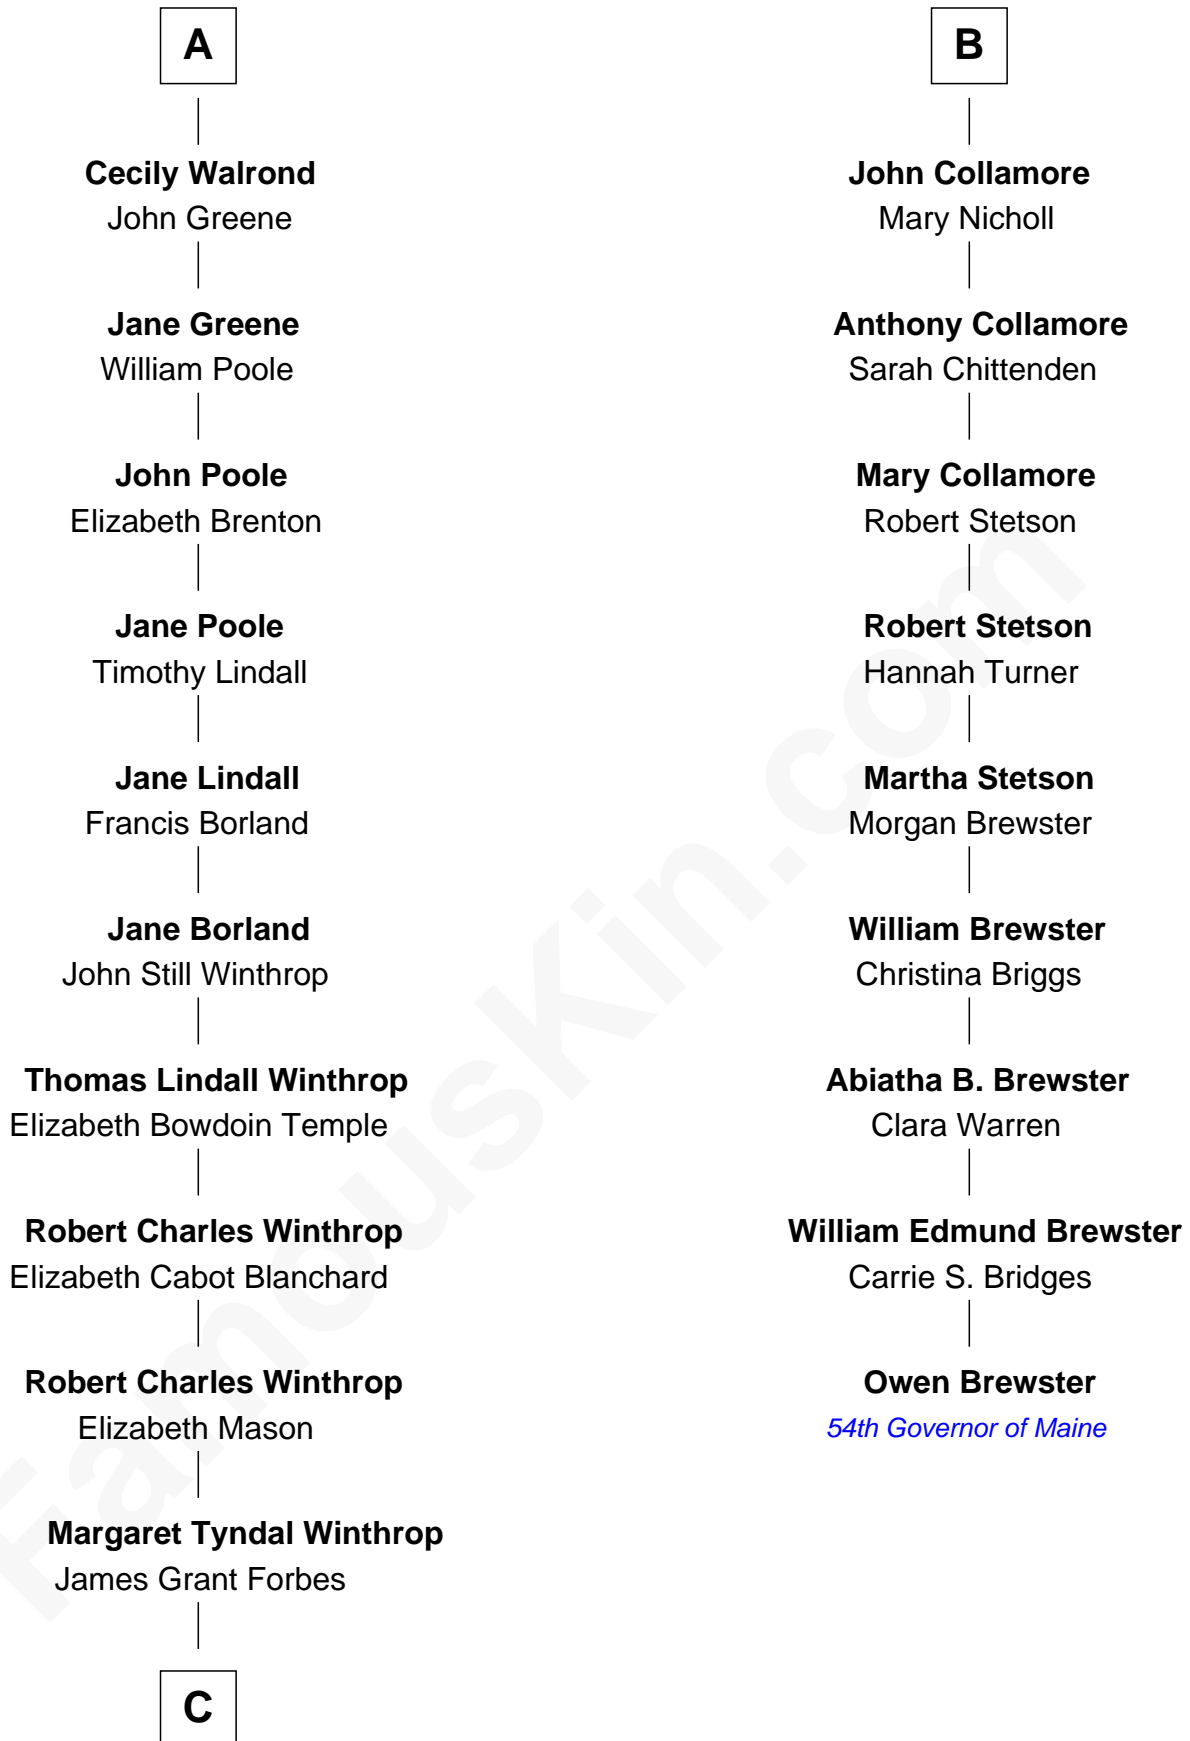 A
Cecily Walrond
John Greene
Jane Greene
William Poole
John Poole
Elizabeth Brenton
Jane Poole
Timothy Lindall
Jane Lindall
Francis Borland
Jane Borland
John Still Winthrop
Thomas Lindall Winthrop
Elizabeth Bowdoin Temple
Robert Charles Winthrop
Elizabeth Cabot Blanchard
Robert Charles Winthrop
Elizabeth Mason
Margaret Tyndal Winthrop
James Grant Forbes
C
B
John Collamore
Mary Nicholl
Anthony Collamore
Sarah Chittenden
Mary Collamore
Robert Stetson
Robert Stetson
Hannah Turner
Martha Stetson
Morgan Brewster
William Brewster
Christina Briggs
Abiatha B. Brewster
Clara Warren
William Edmund Brewster
Carrie S. Bridges
Owen Brewster
54th Governor of Maine
FamousKin.com